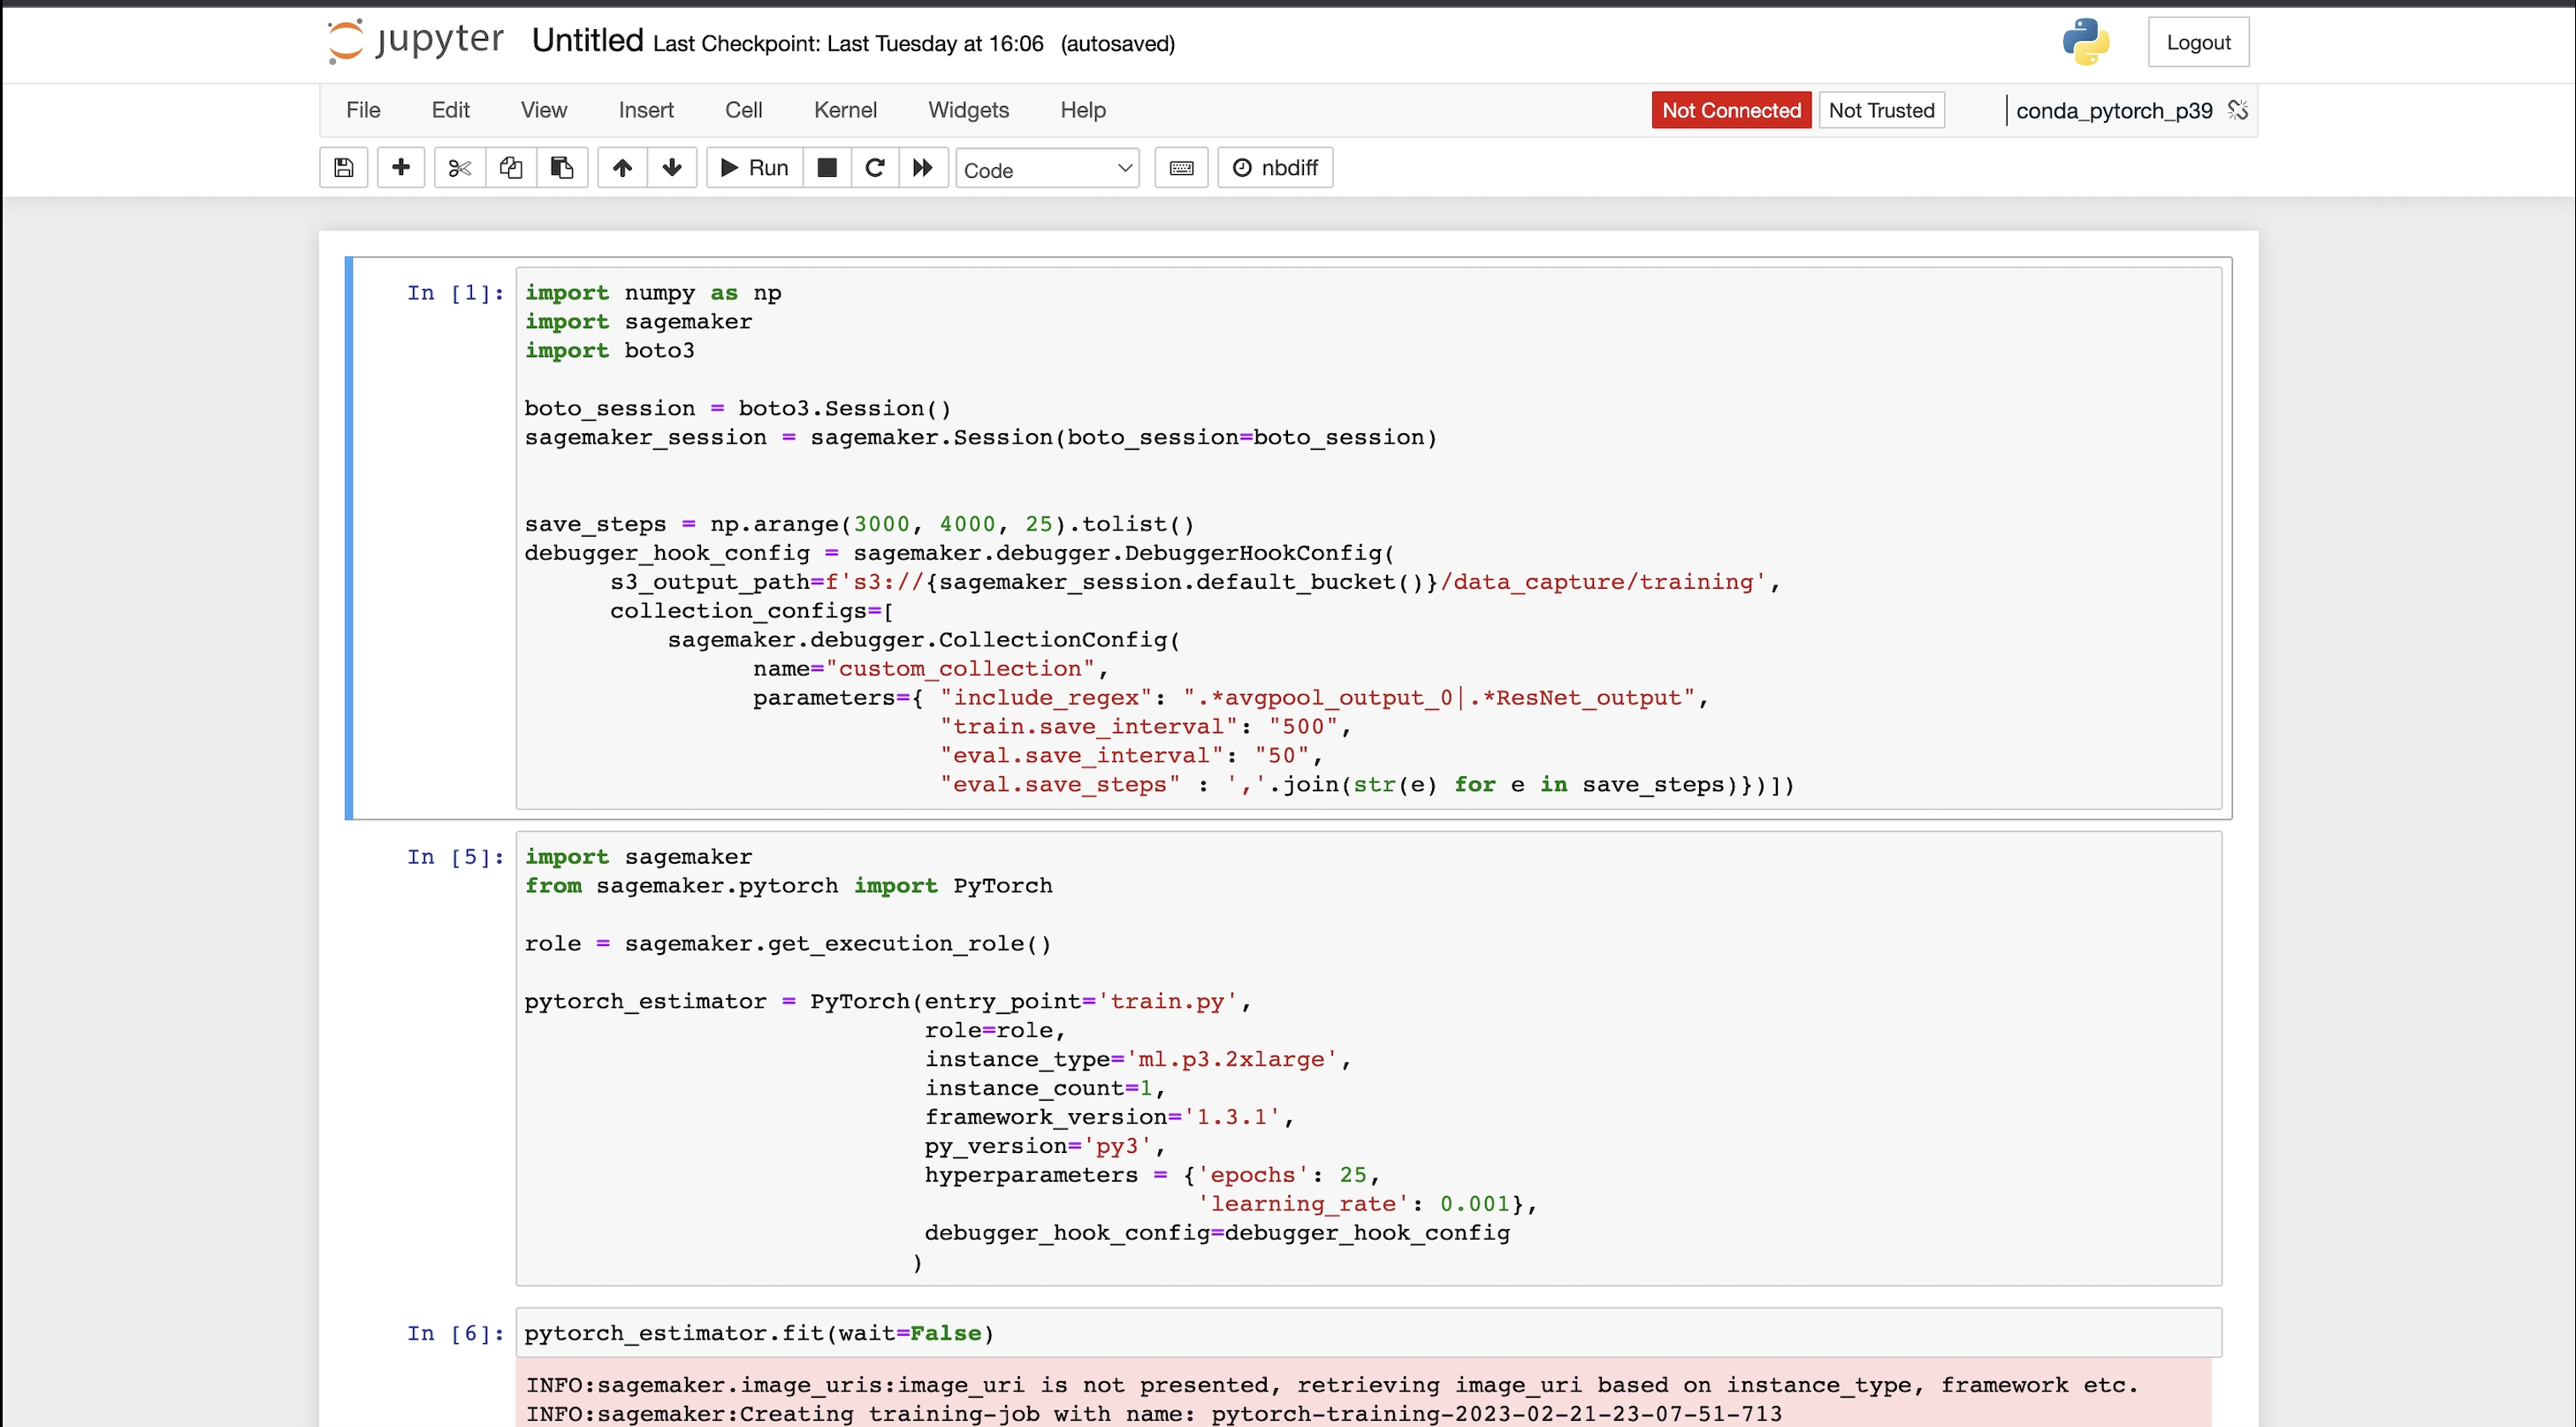 jupyter Untitled Last Checkpoint: Last Tuesday at 16:06 (autosaved) Logout
File Edit View Insert Cell Kernel Widgets Help Not Connected Not Trusted conda_pytorch_p39
Run Code nbdiff
In [1]: import numpy as np
import sagemaker
import boto3
boto_session = boto3.Session()
sagemaker_session = sagemaker.Session(boto_session=boto_session)
save_steps = np.arange(3000, 4000, 25).tolist()
debugger_hook_config = sagemaker.debugger.DebuggerHookConfig(
s3_output_path=f's3://{sagemaker_session.default_bucket()}/data_capture/training',
collection_configs=[
sagemaker.debugger.CollectionConfig(
name="custom_collection",
parameters={ "include_regex": ".*avgpool_output_0|.*ResNet_output",
"train.save_interval": "500",
"eval.save_interval": "50",
"eval.save_steps" : ','.join(str(e) for e in save_steps)})])
In [5]: import sagemaker
from sagemaker.pytorch import PyTorch
role = sagemaker.get_execution_role()
pytorch_estimator = PyTorch(entry_point='train.py',
role=role,
instance_type='ml.p3.2xlarge',
instance_count=1,
framework_version='1.3.1',
py_version='py3',
hyperparameters = {'epochs': 25,
'learning_rate': 0.001},
debugger_hook_config=debugger_hook_config
)
In [6]: pytorch_estimator.fit(wait=False)
INFO:sagemaker.image_uris:image_uri is not presented, retrieving image_uri based on instance_type, framework etc.
INFO:sagemaker:Creating training-job with name: pytorch-training-2023-02-21-23-07-51-713